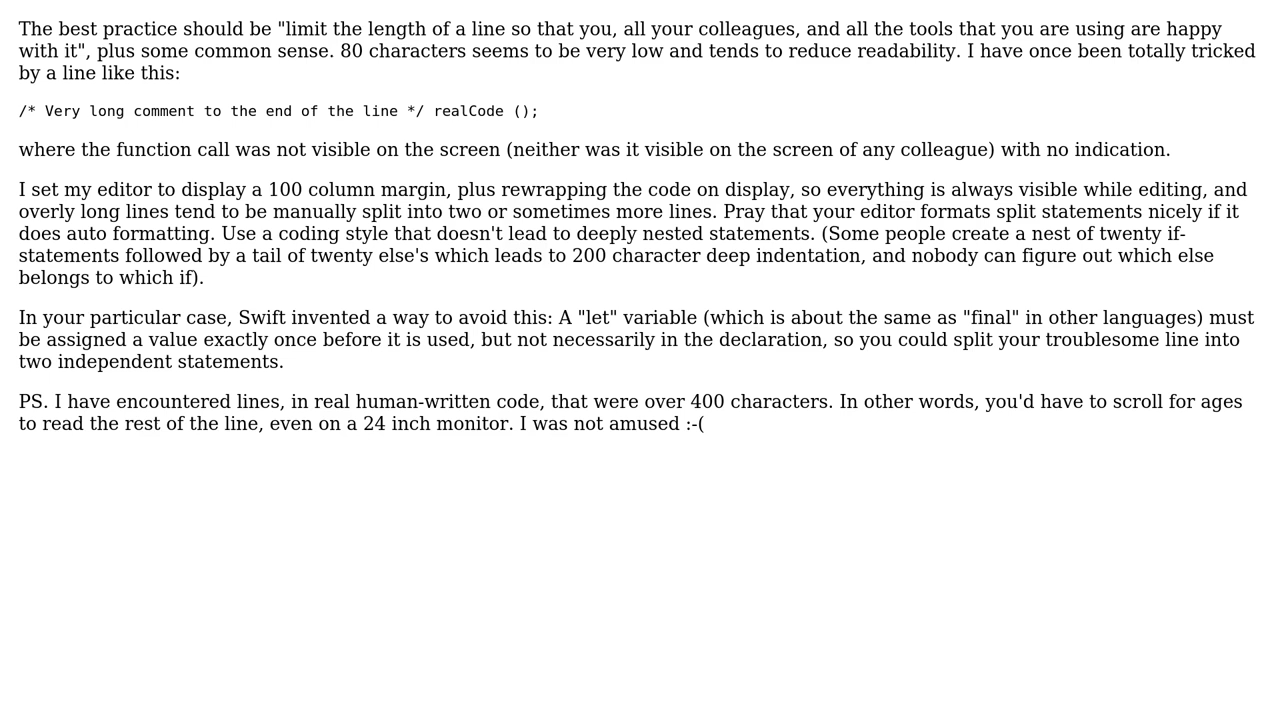 The best practice should be "limit the length of a line so that you, all your colleagues, and all the tools that you are using are happy
with it", plus some common sense. 80 characters seems to be very low and tends to reduce readability. I have once been totally tricked
by a line like this:
/* Very long comment to the end of the line */ realCode ();
where the function call was not visible on the screen (neither was it visible on the screen of any colleague) with no indication.
I set my editor to display a 100 column margin, plus rewrapping the code on display, so everything is always visible while editing, and
overly long lines tend to be manually split into two or sometimes more lines. Pray that your editor formats split statements nicely if it
does auto formatting. Use a coding style that doesn't lead to deeply nested statements. (Some people create a nest of twenty if-
statements followed by a tail of twenty else's which leads to 200 character deep indentation, and nobody can figure out which else
belongs to which if).
In your particular case, Swift invented a way to avoid this: A "let" variable (which is about the same as "final" in other languages) must
be assigned a value exactly once before it is used, but not necessarily in the declaration, so you could split your troublesome line into
two independent statements.
PS. I have encountered lines, in real human-written code, that were over 400 characters. In other words, you'd have to scroll for ages
to read the rest of the line, even on a 24 inch monitor. I was not amused :-(